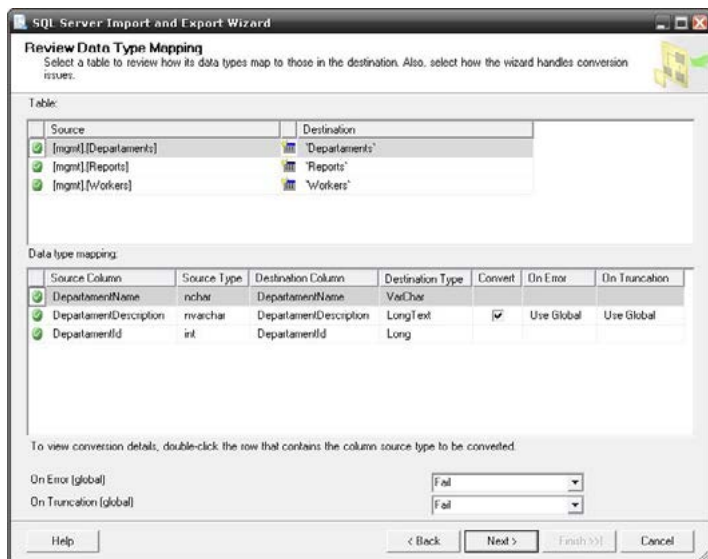 SQL Server Import and Export Wizard
Review Data Type Mapping
Select a table to review how its data types map to those in the destination. Also, select how the wizard handles conversion
issues.
Table:
Source Destination
[mgmt].[Departaments] `Departaments`
[mgmt].[Reports] `Reports`
[mgmt].[Workers] `Workers`
Data type mapping:
Source Column Source Type Destination Column Destination Type Convert On Error On Truncation
DepartamentName nchar DepartamentName VarChar
DepartamentDescription nvarchar DepartamentDescription LongText Use Global Use Global
DepartamentId int DepartamentId Long
To view conversion details, double-click the row that contains the column source type to be converted.
On Error (global) Fail
On Truncation (global) Fail
Help < Back Next > Finish >>| Cancel